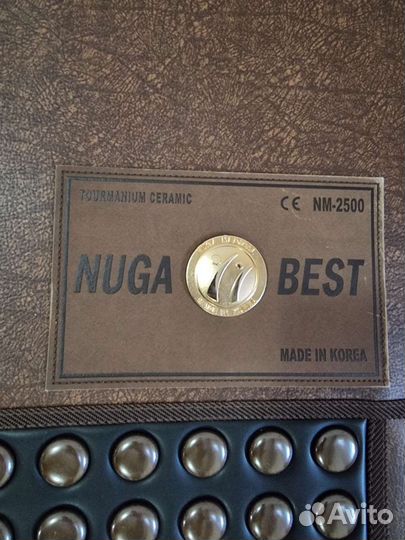 TOURMANIUM CERAMIC
CE NM-2500
NUGA BEST
MADE IN KOREA
Avito